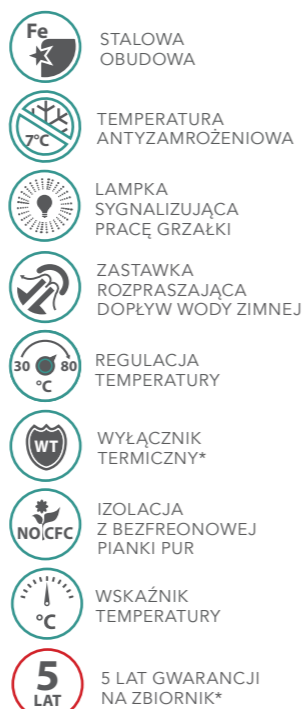 Fe
STALOWA
OBUDOWA
7°C
TEMPERATURA
ANTYZAMROŻENIOWA
LAMPKA
SYGNALIZUJĄCA
PRACĘ GRZAŁKI
ZASTAWKA
ROZPRASZAJĄCA
DOPŁYW WODY ZIMNEJ
30 80
°C
REGULACJA
TEMPERATURY
WT
WYŁĄCZNIK
TERMICZNY*
NO CFC
IZOLACJA
Z BEZFREONOWEJ
PIANKI PUR
°C
WSKAŹNIK
TEMPERATURY
5
LAT
5 LAT GWARANCJI
NA ZBIORNIK*